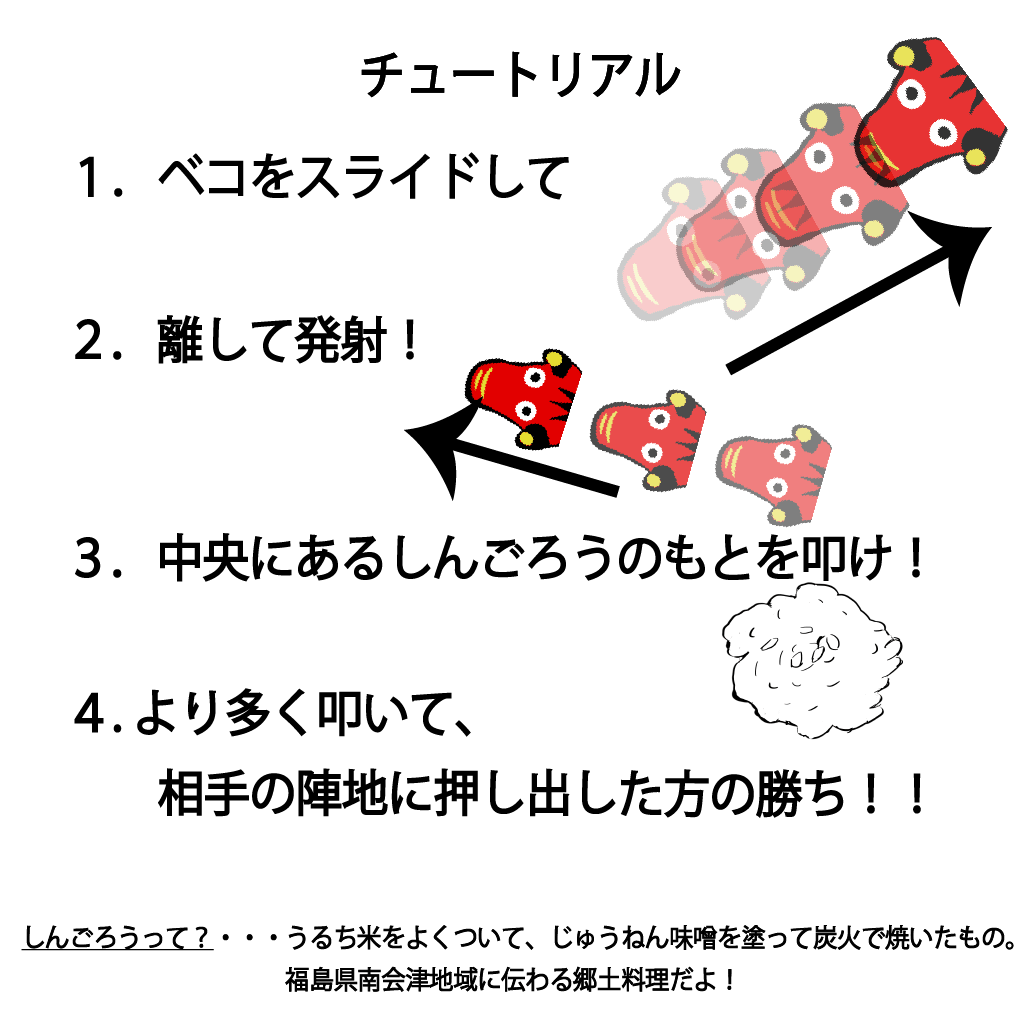 チュートリアル
１．ベコをスライドして
２．離して発射！
３．中央にあるしんごろうのもとを叩け！
４．より多く叩いて、
相手の陣地に押し出した方の勝ち！！
しんごろうって？・・・うるち米をよくついて、じゅうねん味噌を塗って炭火で焼いたもの。
福島県南会津地域に伝わる郷土料理だよ！